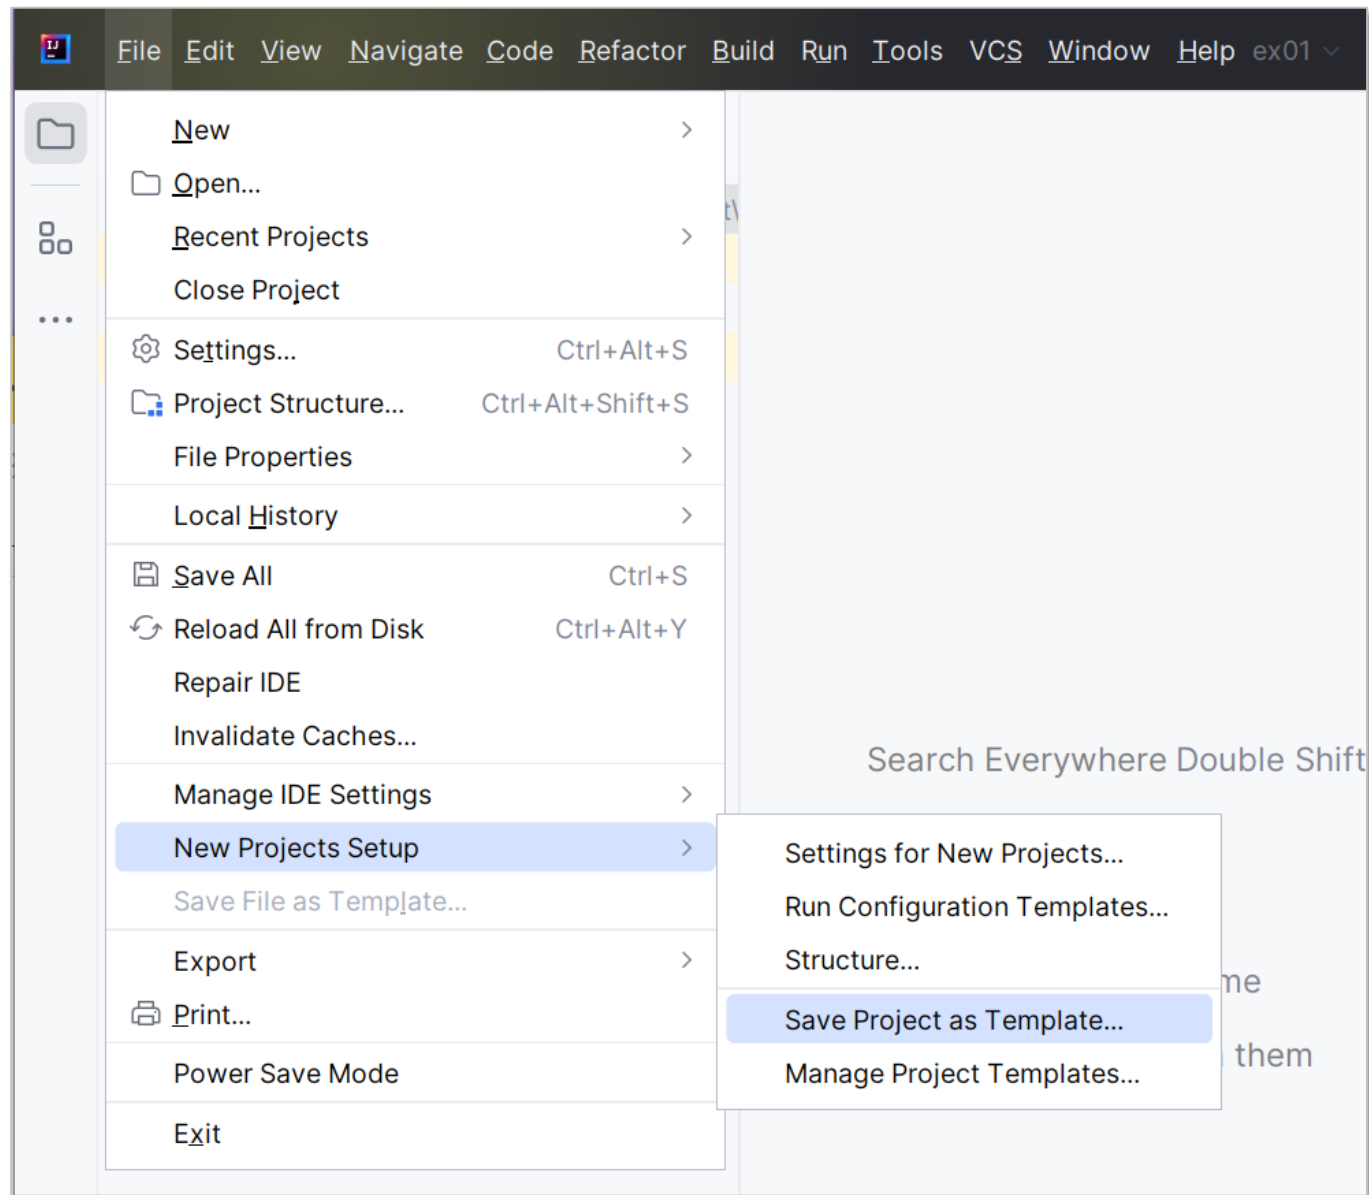 IJ
File Edit View Navigate Code Refactor Build Run Tools VCS Window Help ex01
New
Open...
Recent Projects
Close Project
Settings... Ctrl+Alt+S
Project Structure... Ctrl+Alt+Shift+S
File Properties
Local History
Save All Ctrl+S
Reload All from Disk Ctrl+Alt+Y
Repair IDE
Invalidate Caches...
Manage IDE Settings
New Projects Setup
Save File as Template...
Export
Print...
Power Save Mode
Exit
Search Everywhere Double Shift
Settings for New Projects...
Run Configuration Templates...
Structure...
Save Project as Template...
Manage Project Templates...
me
them